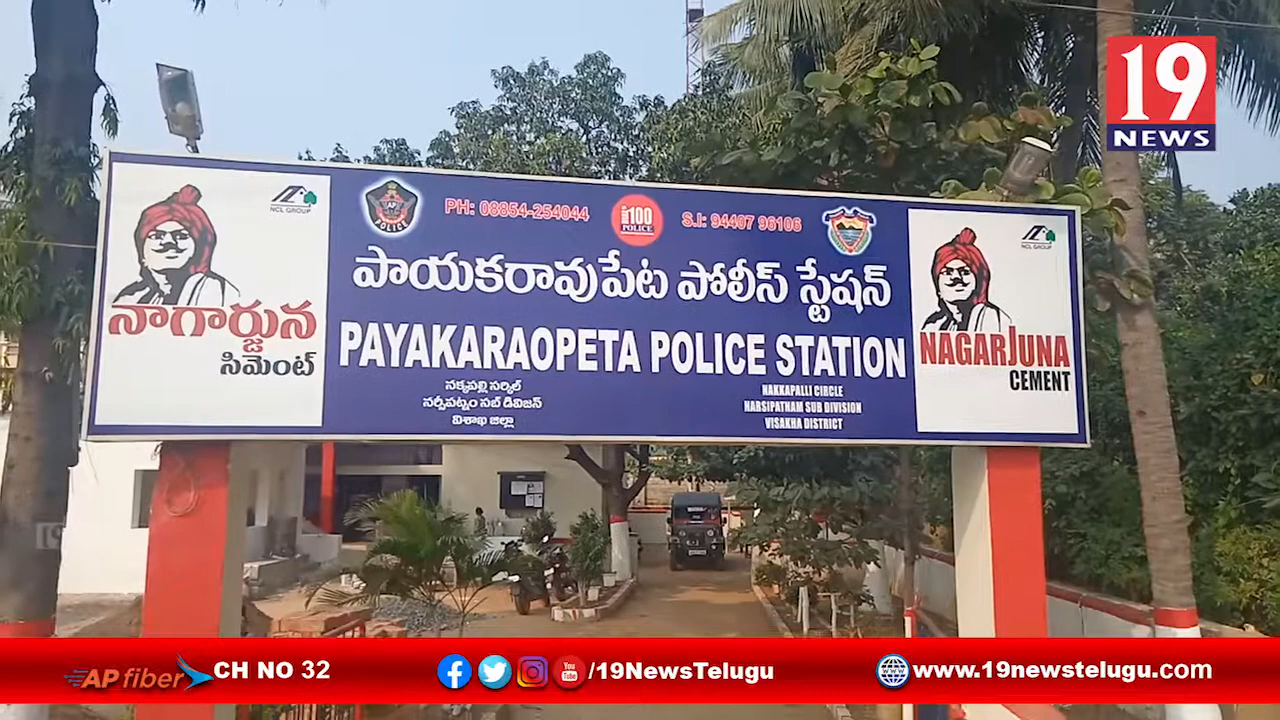 19
NEWS
NCL GROUP
నాగార్జున
సిమెంట్
POLICE
PH: 08854-254044
100
POLICE
S.I: 94407 96106
పాయకరావుపేట పోలీస్ స్టేషన్
PAYAKARAOPETA POLICE STATION
నక్కపల్లి సర్కిల్
నర్సీపట్నం సబ్ డివిజన్
విశాఖ జిల్లా
NAKKAPALLI CIRCLE
NARSIPATHAM SUB DIVISION
VISAKHA DISTRICT
NCL GROUP
NAGARJUNA
CEMENT
AP fiber CH NO 32
/19NewsTelugu
www.19newstelugu.com